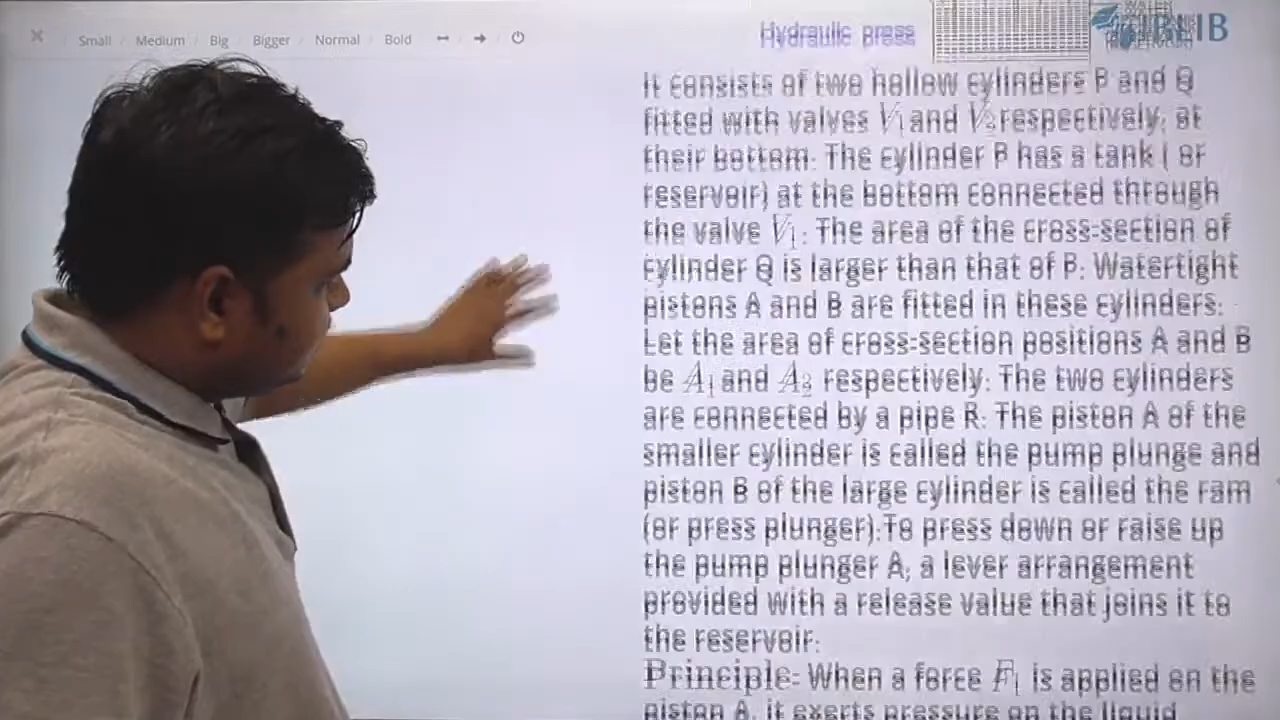 Small / Medium / Big / Bigger / Normal / Bold
Hydraulic press
It consists of two hollow cylinders P and Q
fitted with valves V₁ and V₂ respectively, at
their bottom. The cylinder P has a tank ( or
reservoir) at the bottom connected through
the valve V₁. The area of the cross-section of
cylinder Q is larger than that of P. Watertight
pistons A and B are fitted in these cylinders.
Let the area of cross-section positions A and B
be A₁ and A₂ respectively. The two cylinders
are connected by a pipe R. The piston A of the
smaller cylinder is called the pump plunge and
piston B of the large cylinder is called the ram
(or press plunger).To press down or raise up
the pump plunger A, a lever arrangement
provided with a release value that joins it to
the reservoir.
Principle: When a force F₁ is applied on the
piston A, it exerts pressure on the liquid